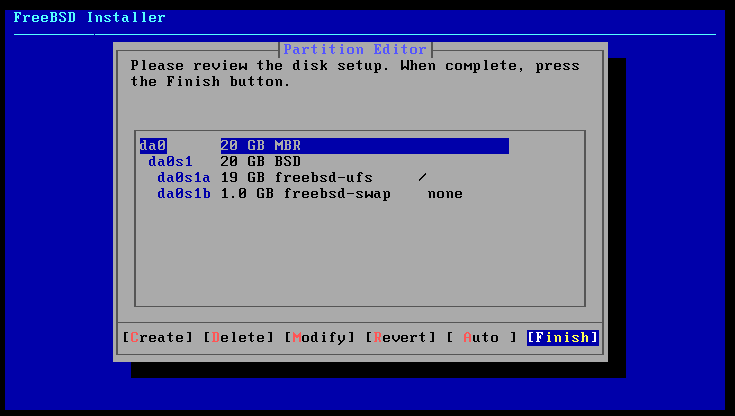 FreeBSD Installer
Partition Editor
Please review the disk setup. When complete, press
the Finish button.
da0 20 GB MBR
da0s1 20 GB BSD
da0s1a 19 GB freebsd-ufs /
da0s1b 1.0 GB freebsd-swap none
[Create] [Delete] [Modify] [Revert] [ Auto ] [Finish]